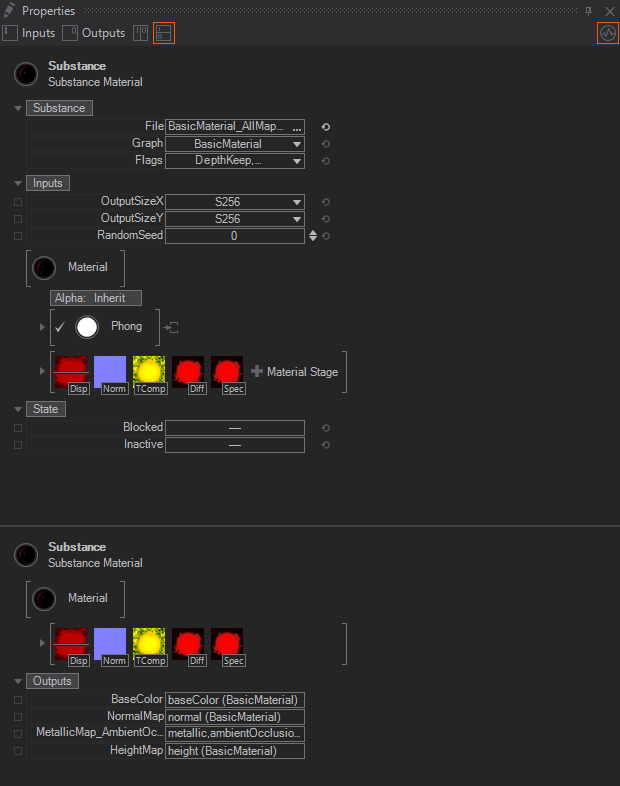 Properties
Inputs Outputs
Substance
Substance Material
Substance
File BasicMaterial_AllMap... ...
Graph BasicMaterial
Flags DepthKeep,...
Inputs
OutputSizeX S256
OutputSizeY S256
RandomSeed 0
Material
Alpha: Inherit
Phong
Disp Norm TComp Diff Spec Material Stage
State
Blocked —
Inactive —
Substance
Substance Material
Material
Disp Norm TComp Diff Spec
Outputs
BaseColor baseColor (BasicMaterial)
NormalMap normal (BasicMaterial)
MetallicMap_AmbientOc... metallic,ambientOcclusio...
HeightMap height (BasicMaterial)